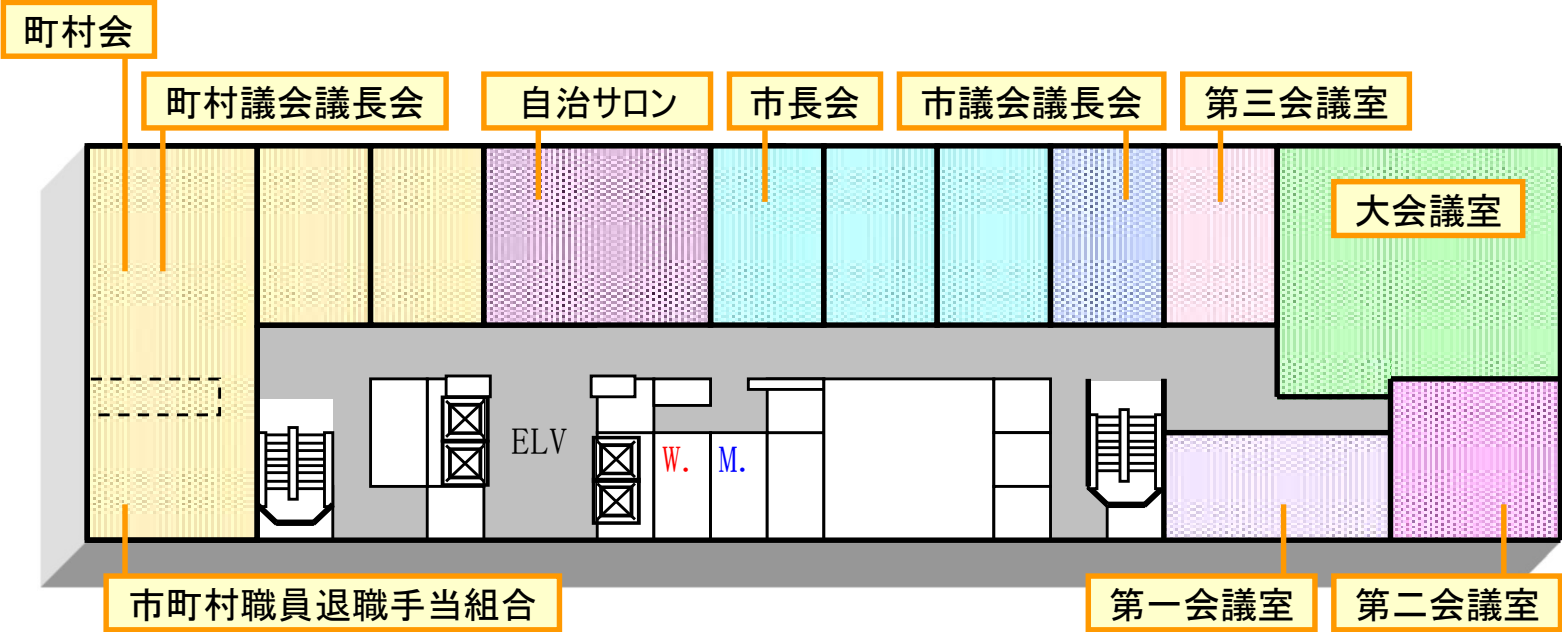 町村会
町村議会議長会
自治サロン
市長会
市議会議長会
第三会議室
大会議室
ELV
W.
M.
市町村職員退職手当組合
第一会議室
第二会議室